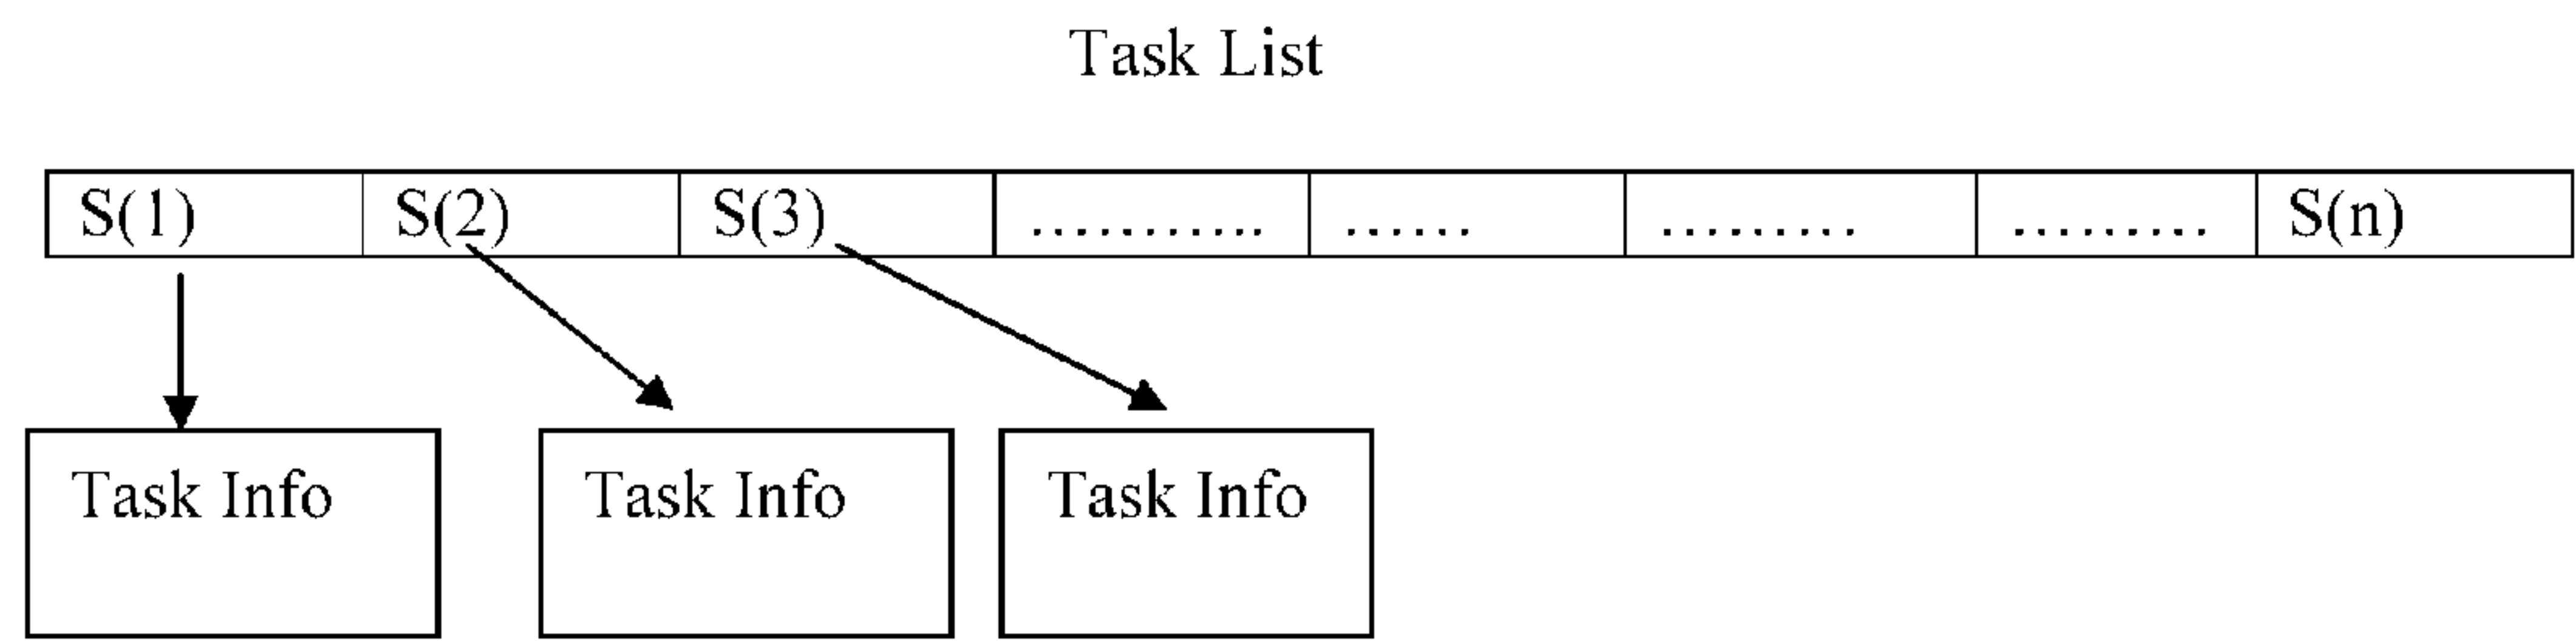 Task List
S(1) S(2) S(3) ........... ...... ......... ......... S(n)
Task Info Task Info Task Info